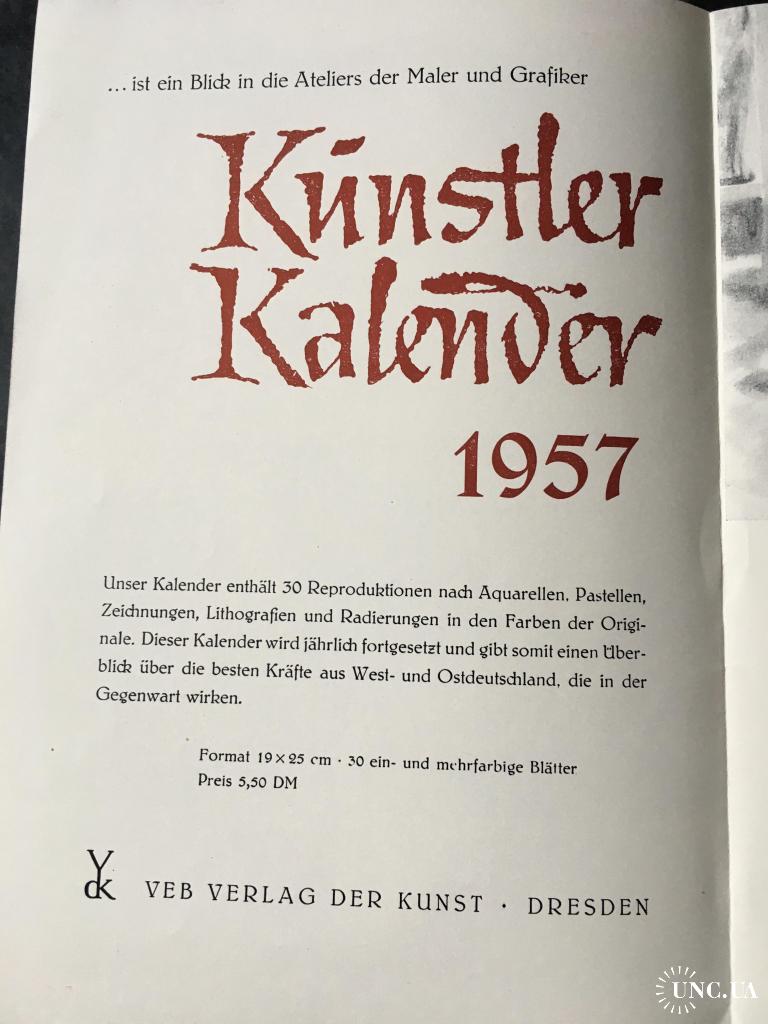 ...ist ein Blick in die Ateliers der Maler und Grafiker
Künstler
Kalender
1957
Unser Kalender enthält 30 Reproduktionen nach Aquarellen, Pastellen,
Zeichnungen, Lithografien und Radierungen in den Farben der Origi-
nale. Dieser Kalender wird jährlich fortgesetzt und gibt somit einen Über-
blick über die besten Kräfte aus West- und Ostdeutschland, die in der
Gegenwart wirken.
Format 19×25 cm · 30 ein- und mehrfarbige Blätter
Preis 5,50 DM
VdK
VEB VERLAG DER KUNST · DRESDEN
UNC.UA